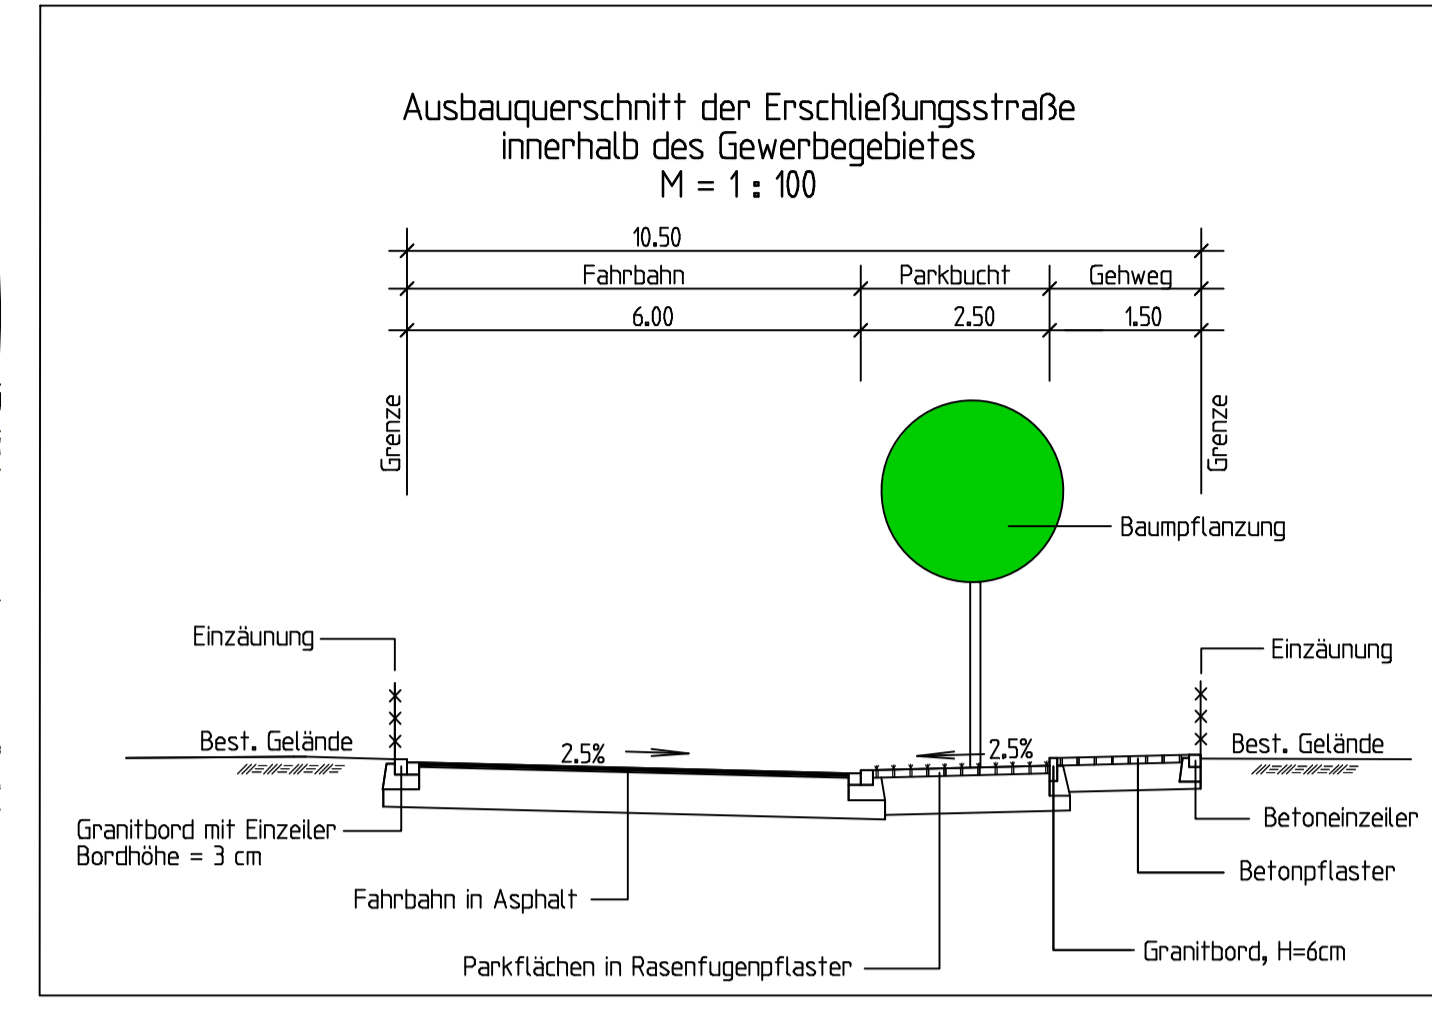 Ausbauquerschnitt der Erschließungsstraße
innerhalb des Gewerbegebietes
M = 1 : 100
10.50
Fahrbahn
Parkbucht
Gehweg
6.00
2.50
1.50
Grenze
Grenze
Baumpflanzung
Einzäunung
Einzäunung
Best. Gelände
2.5%
2.5%
Best. Gelände
Granitbord mit Einzeiler
Bordhöhe = 3 cm
Betoneinzeiler
Betonpflaster
Fahrbahn in Asphalt
Granitbord, H=6cm
Parkflächen in Rasenfugenpflaster